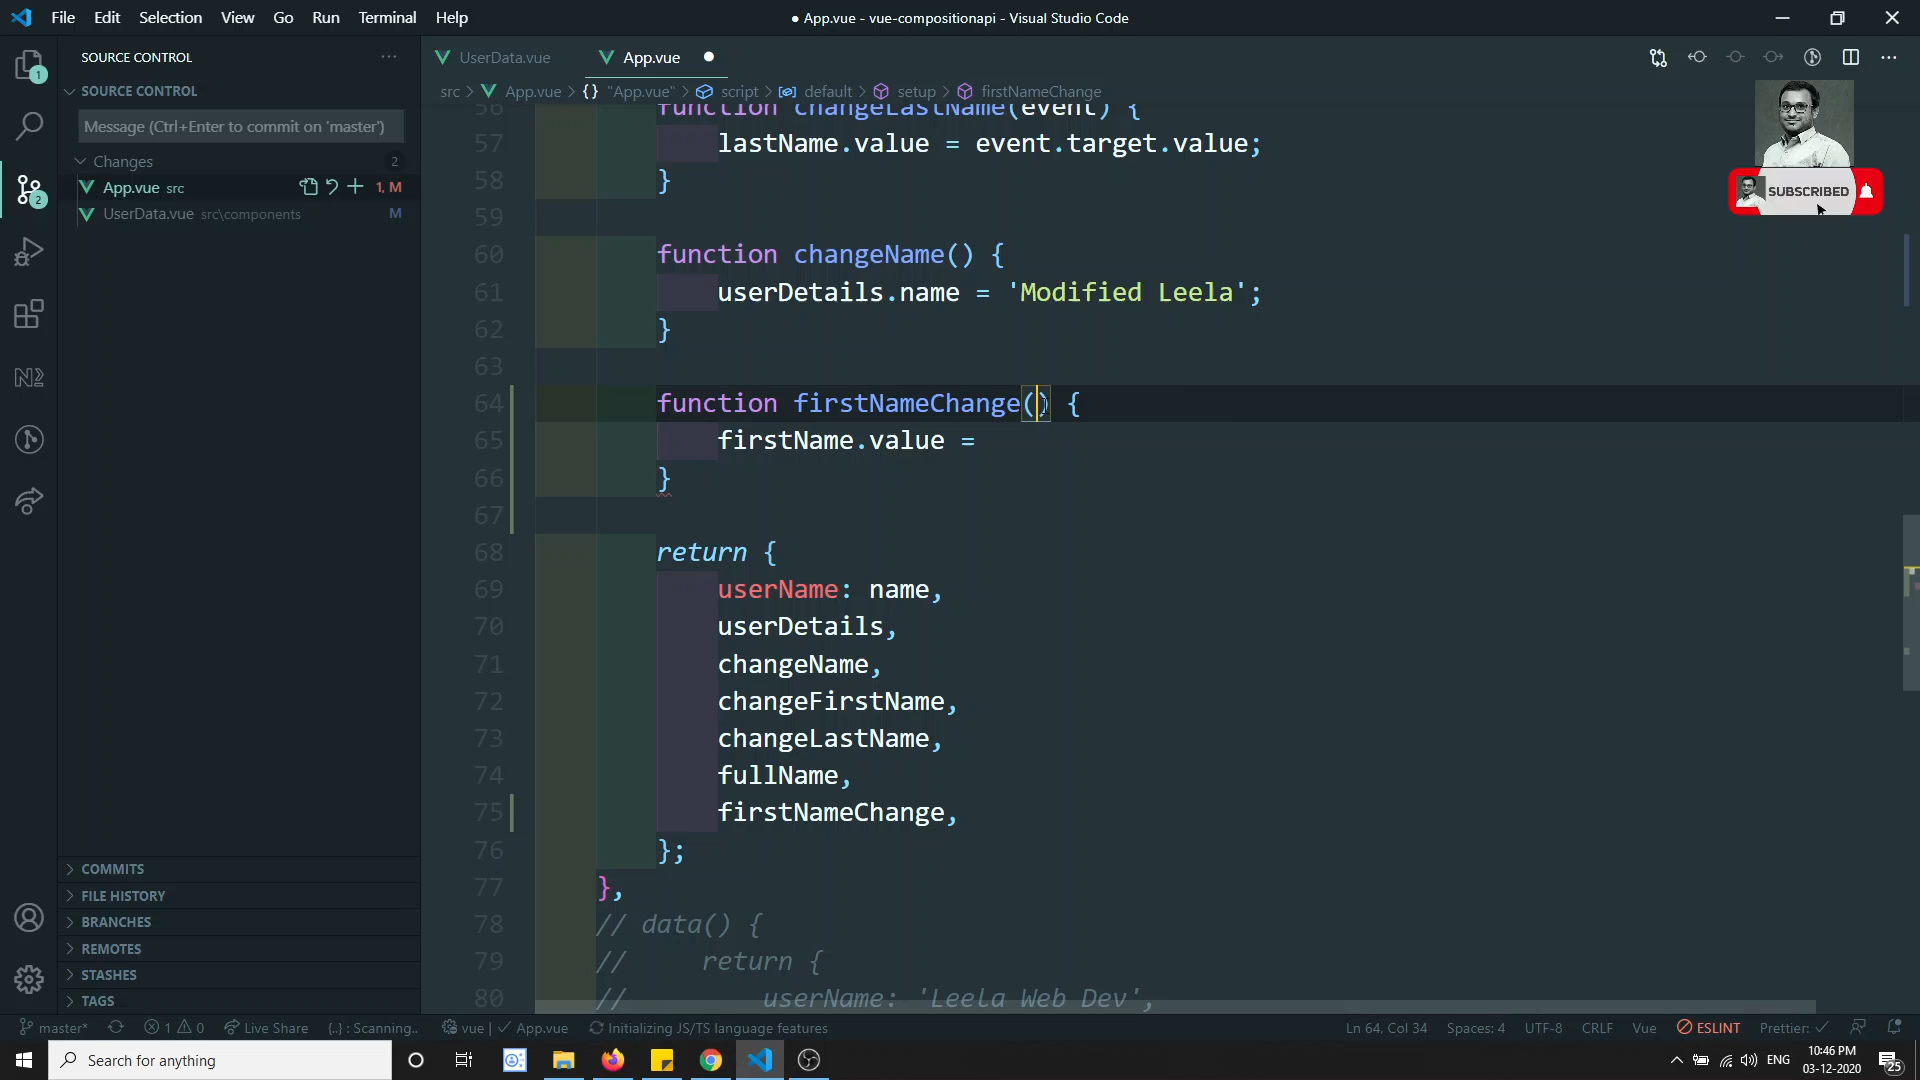 File Edit Selection View Go Run Terminal Help
● App.vue - vue-compositionapi - Visual Studio Code
SOURCE CONTROL
SOURCE CONTROL
Message (Ctrl+Enter to commit on 'master')
Changes 2
App.vue src 1, M
UserData.vue src\components M
COMMITS
FILE HISTORY
BRANCHES
REMOTES
STASHES
TAGS
UserData.vue App.vue
src > App.vue > {} "App.vue" > script > default > setup > firstNameChange
SUBSCRIBED
56 function changeLastName(event) {
57 lastName.value = event.target.value;
58 }
59
60 function changeName() {
61 userDetails.name = 'Modified Leela';
62 }
63
64 function firstNameChange() {
65 firstName.value =
66 }
67
68 return {
69 userName: name,
70 userDetails,
71 changeName,
72 changeFirstName,
73 changeLastName,
74 fullName,
75 firstNameChange,
76 };
77 },
78 // data() {
79 // return {
80 // userName: 'Leela Web Dev',
1
2
master* 1 0 Live Share {..} : Scanning.. vue | ✓ App.vue Initializing JS/TS language features
Ln 64, Col 34 Spaces: 4 UTF-8 CRLF Vue ESLINT Prettier: ✓
Search for anything
ENG 10:46 PM
03-12-2020
25